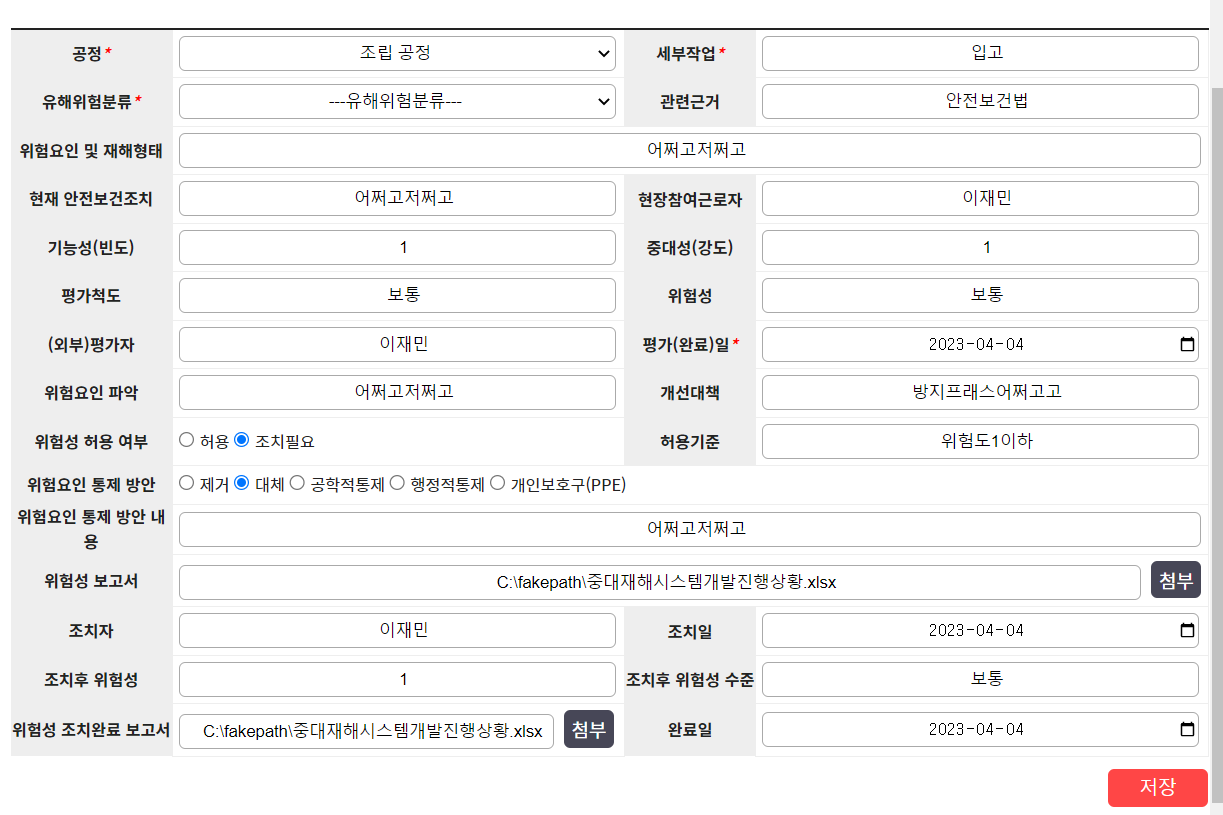 공정* 조립 공정 세부작업* 입고
유해위험분류* ---유해위험분류--- 관련근거 안전보건법
위험요인 및 재해형태 어쩌고저쩌고
현재 안전보건조치 어쩌고저쩌고 현장참여근로자 이재민
기능성(빈도) 1 중대성(강도) 1
평가척도 보통 위험성 보통
(외부)평가자 이재민 평가(완료)일* 2023-04-04
위험요인 파악 어쩌고저쩌고 개선대책 방지프래스어쩌고고
위험성 허용 여부 허용 조치필요 허용기준 위험도1이하
위험요인 통제 방안 제거 대체 공학적통제 행정적통제 개인보호구(PPE)
위험요인 통제 방안 내
용 어쩌고저쩌고
위험성 보고서 C:\fakepath\중대재해시스템개발진행상황.xlsx 첨부
조치자 이재민 조치일 2023-04-04
조치후 위험성 1 조치후 위험성 수준 보통
위험성 조치완료 보고서 C:\fakepath\중대재해시스템개발진행상황.xlsx 첨부 완료일 2023-04-04
저장